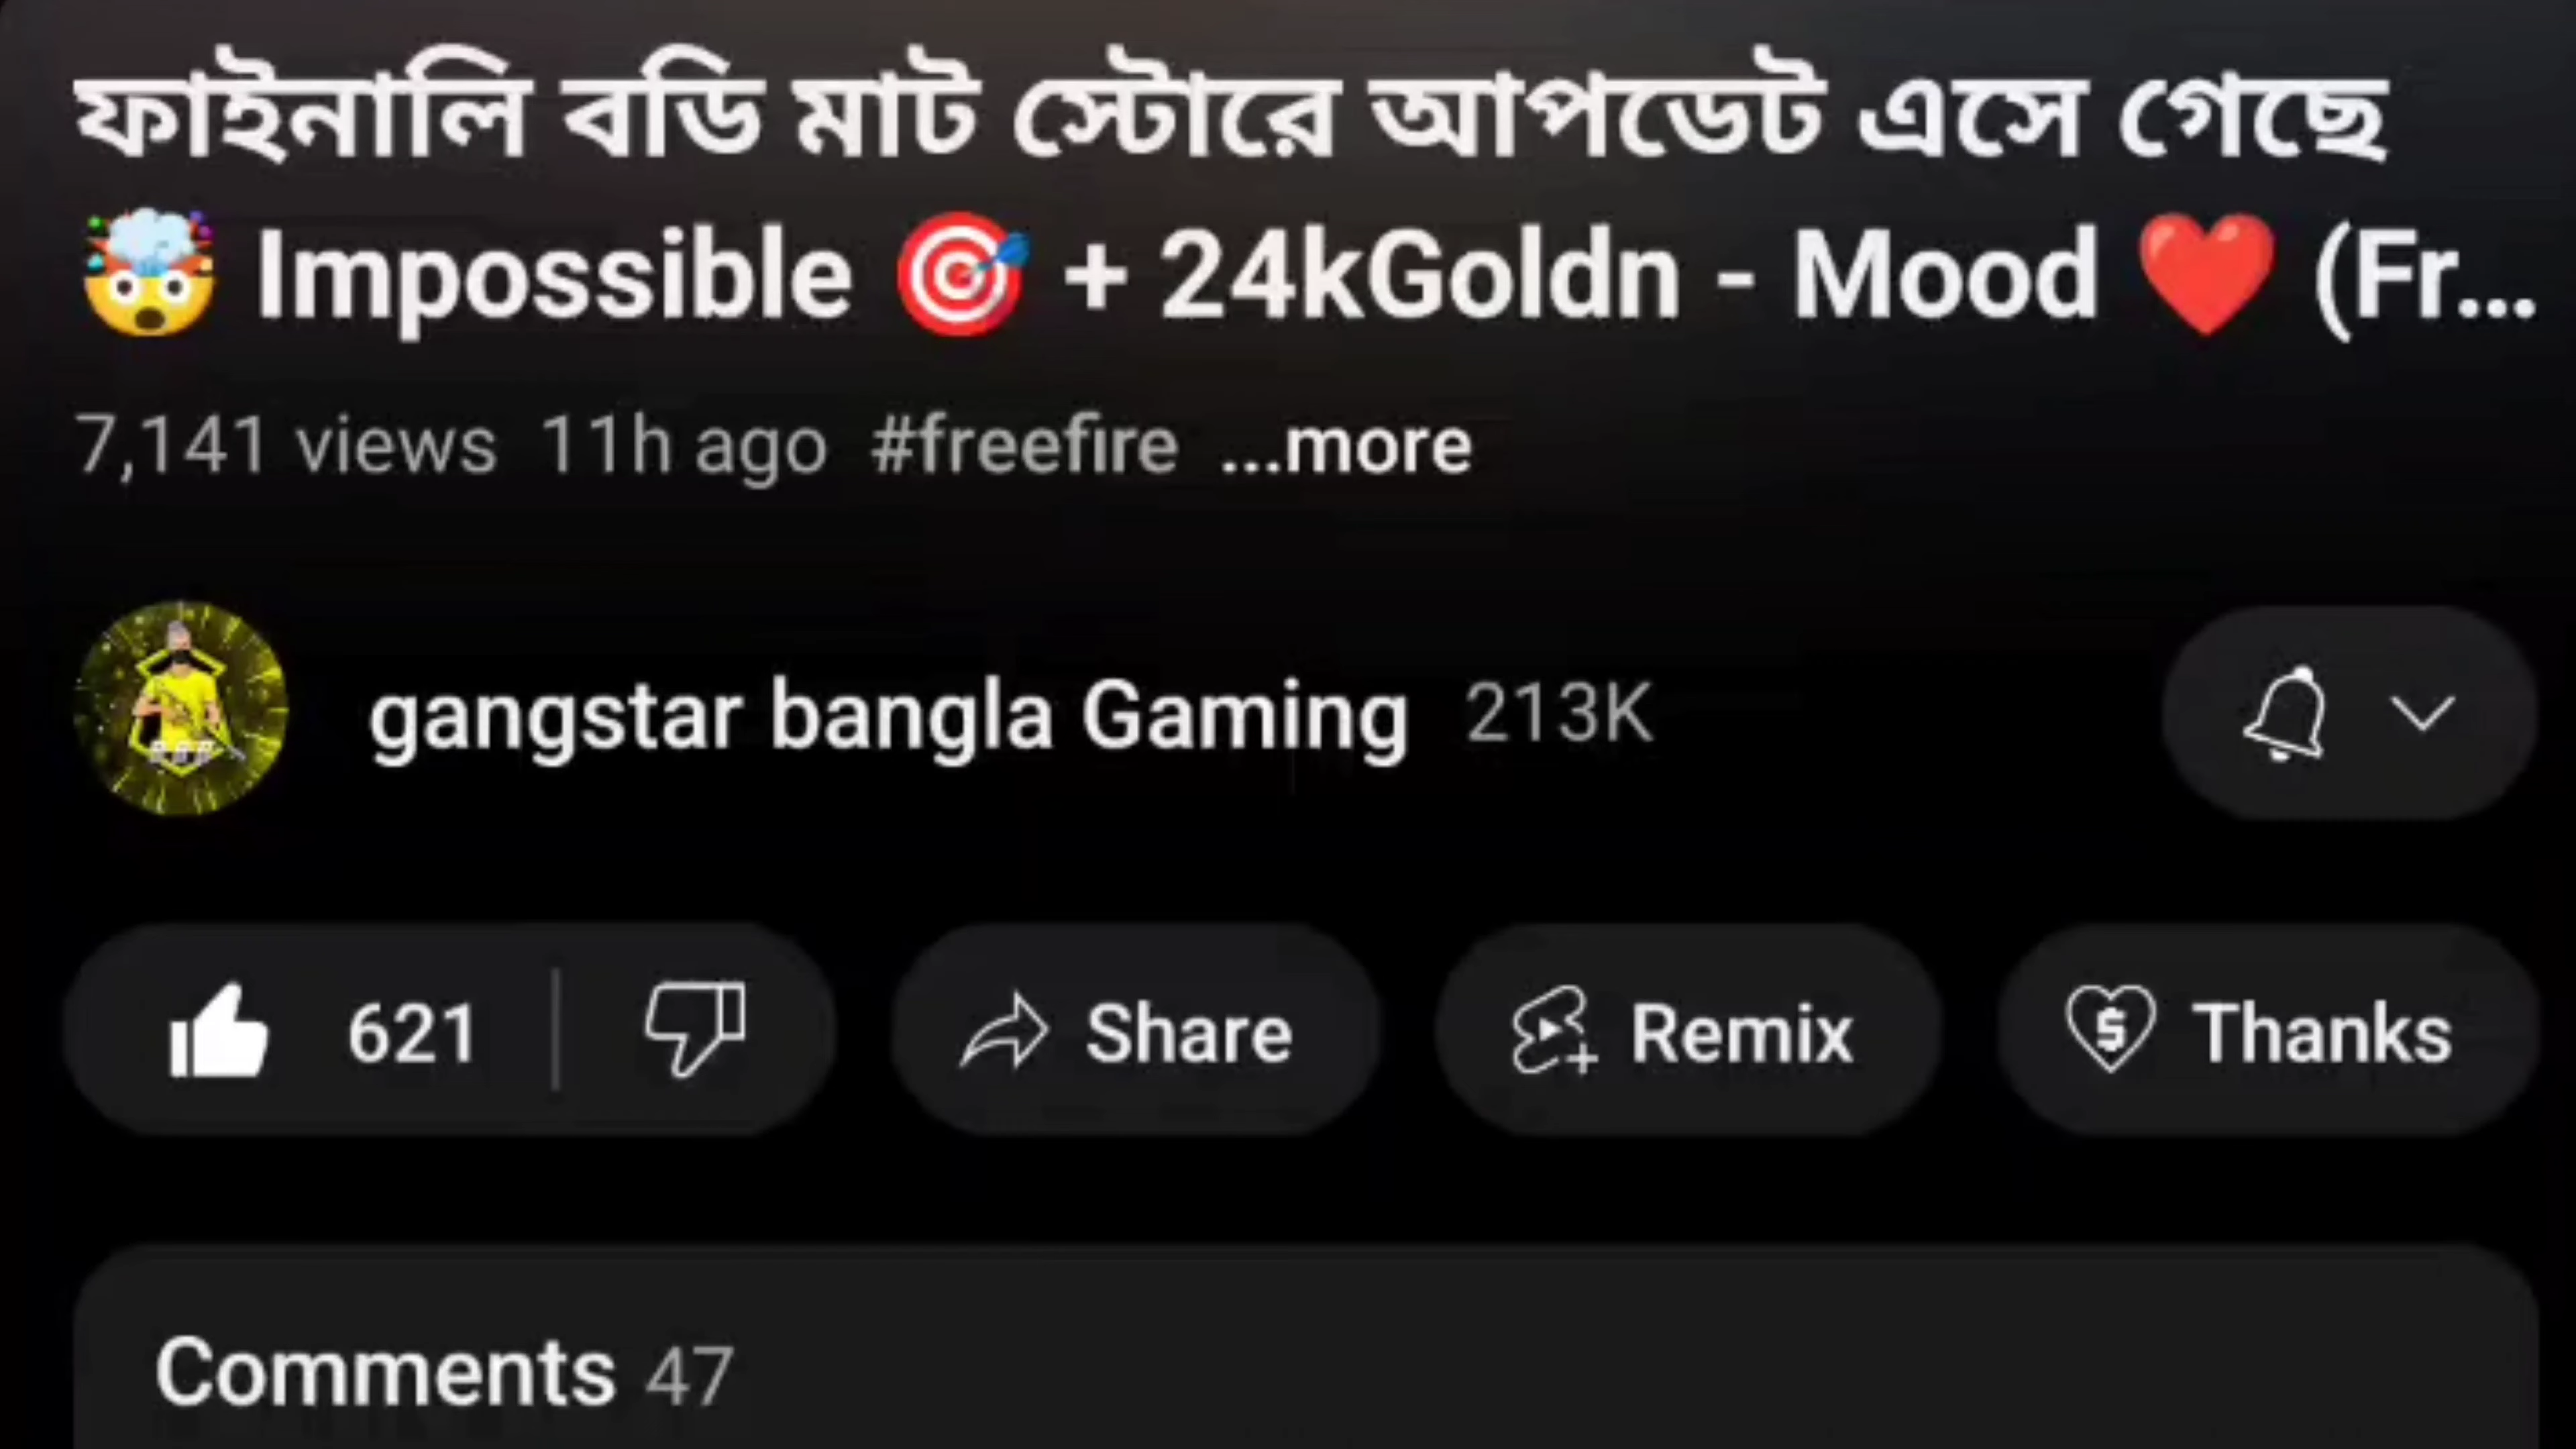 ফাইনালি বডি মাট স্টোরে আপডেট এসে গেছে
🤯 Impossible 🎯 + 24kGoldn - Mood ❤️ (Fr...
7,141 views 11h ago #freefire ...more
gangstar bangla Gaming 213K
621 Share Remix Thanks
Comments 47